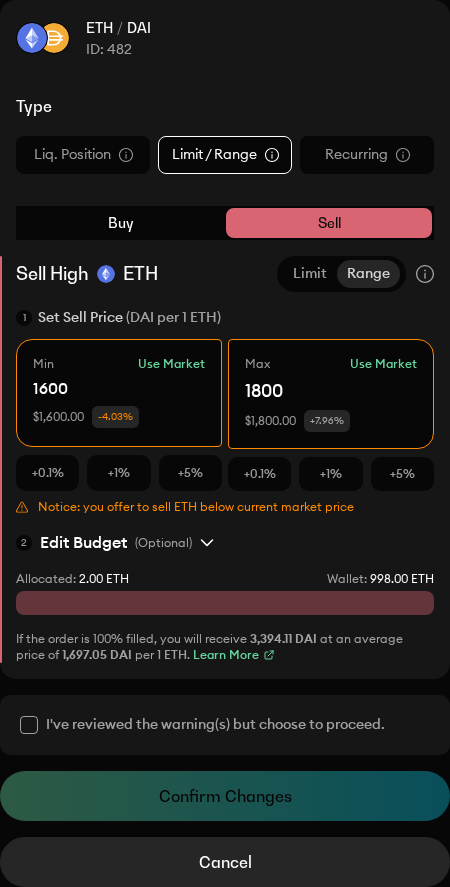 ETH / DAI
ID: 482
Type
Liq. Position
Limit / Range
Recurring
Buy
Sell
Sell High ETH
Limit
Range
1 Set Sell Price (DAI per 1 ETH)
Min
Use Market
1600
$1,600.00
-4.03%
Max
Use Market
1800
$1,800.00
+7.96%
+0.1%
+1%
+5%
+0.1%
+1%
+5%
Notice: you offer to sell ETH below current market price
2 Edit Budget (Optional)
Allocated: 2.00 ETH
Wallet: 998.00 ETH
If the order is 100% filled, you will receive 3,394.11 DAI at an average
price of 1,697.05 DAI per 1 ETH. Learn More
I've reviewed the warning(s) but choose to proceed.
Confirm Changes
Cancel